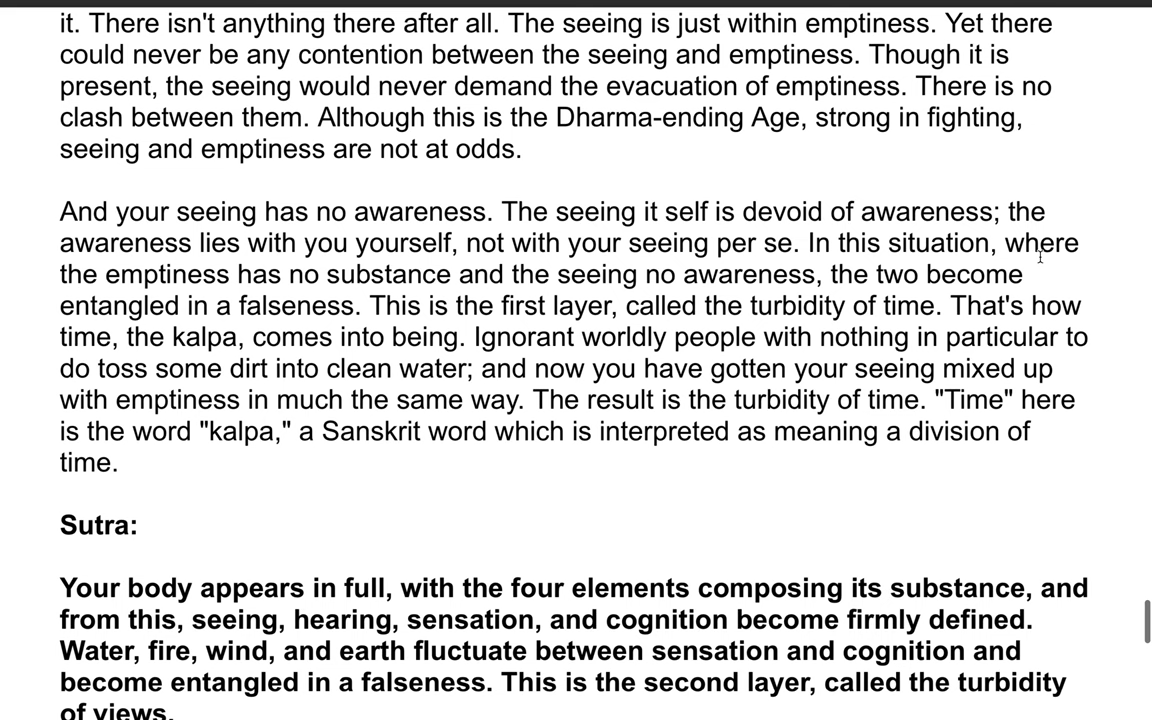 it. There isn't anything there after all. The seeing is just within emptiness. Yet there
could never be any contention between the seeing and emptiness. Though it is
present, the seeing would never demand the evacuation of emptiness. There is no
clash between them. Although this is the Dharma-ending Age, strong in fighting,
seeing and emptiness are not at odds.
And your seeing has no awareness. The seeing it self is devoid of awareness; the
awareness lies with you yourself, not with your seeing per se. In this situation, where
the emptiness has no substance and the seeing no awareness, the two become
entangled in a falseness. This is the first layer, called the turbidity of time. That's how
time, the kalpa, comes into being. Ignorant worldly people with nothing in particular to
do toss some dirt into clean water; and now you have gotten your seeing mixed up
with emptiness in much the same way. The result is the turbidity of time. "Time" here
is the word "kalpa," a Sanskrit word which is interpreted as meaning a division of
time.
Sutra:
Your body appears in full, with the four elements composing its substance, and
from this, seeing, hearing, sensation, and cognition become firmly defined.
Water, fire, wind, and earth fluctuate between sensation and cognition and
become entangled in a falseness. This is the second layer, called the turbidity
of views.